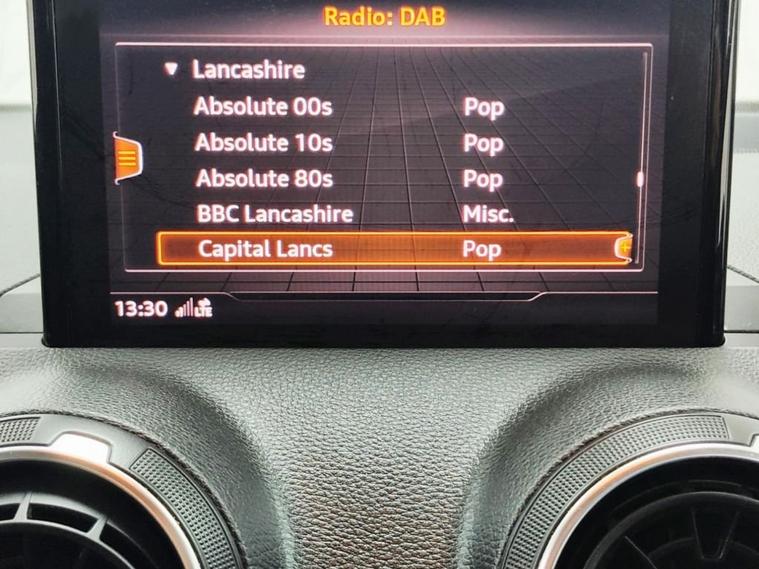 Radio: DAB
Lancashire
Absolute 00s Pop
Absolute 10s Pop
Absolute 80s Pop
BBC Lancashire Misc.
Capital Lancs Pop
13:30 LTE